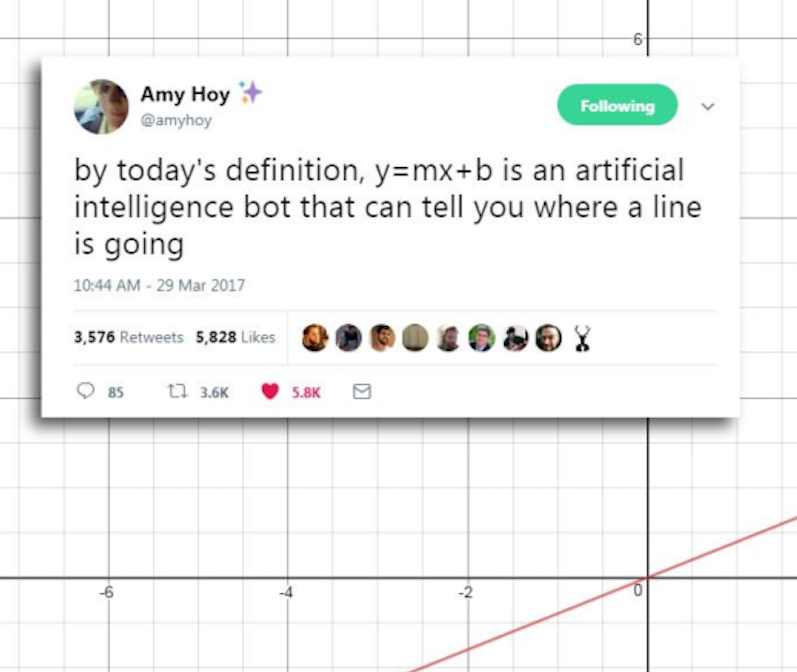 6
Amy Hoy
@amyhoy
Following
by today's definition, y=mx+b is an artificial
intelligence bot that can tell you where a line
is going
10:44 AM - 29 Mar 2017
3,576 Retweets 5,828 Likes
85 3.6K 5.8K
-6 -4 -2 0